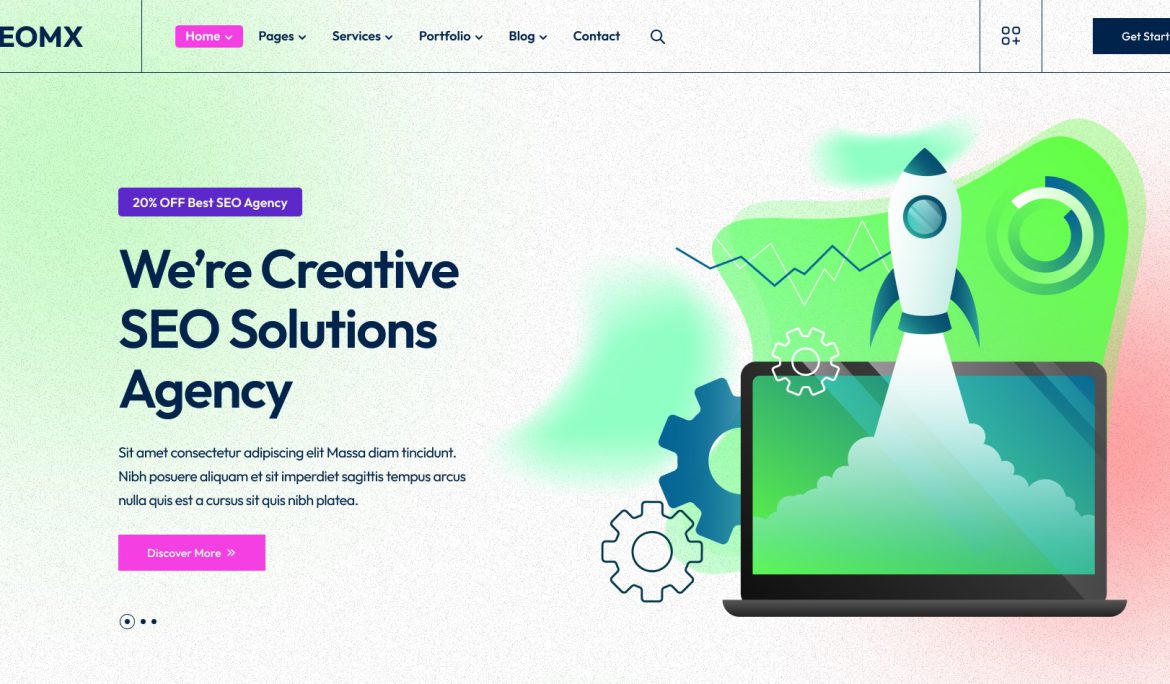 EOMX
Home
Pages
Services
Portfolio
Blog
Contact
Get Start
20% OFF Best SEO Agency
We’re Creative
SEO Solutions
Agency
Sit amet consectetur adipiscing elit Massa diam tincidunt.
Nibh posuere aliquam et sit imperdiet sagittis tempus arcus
nulla quis est a cursus sit quis nibh platea.
Discover More »